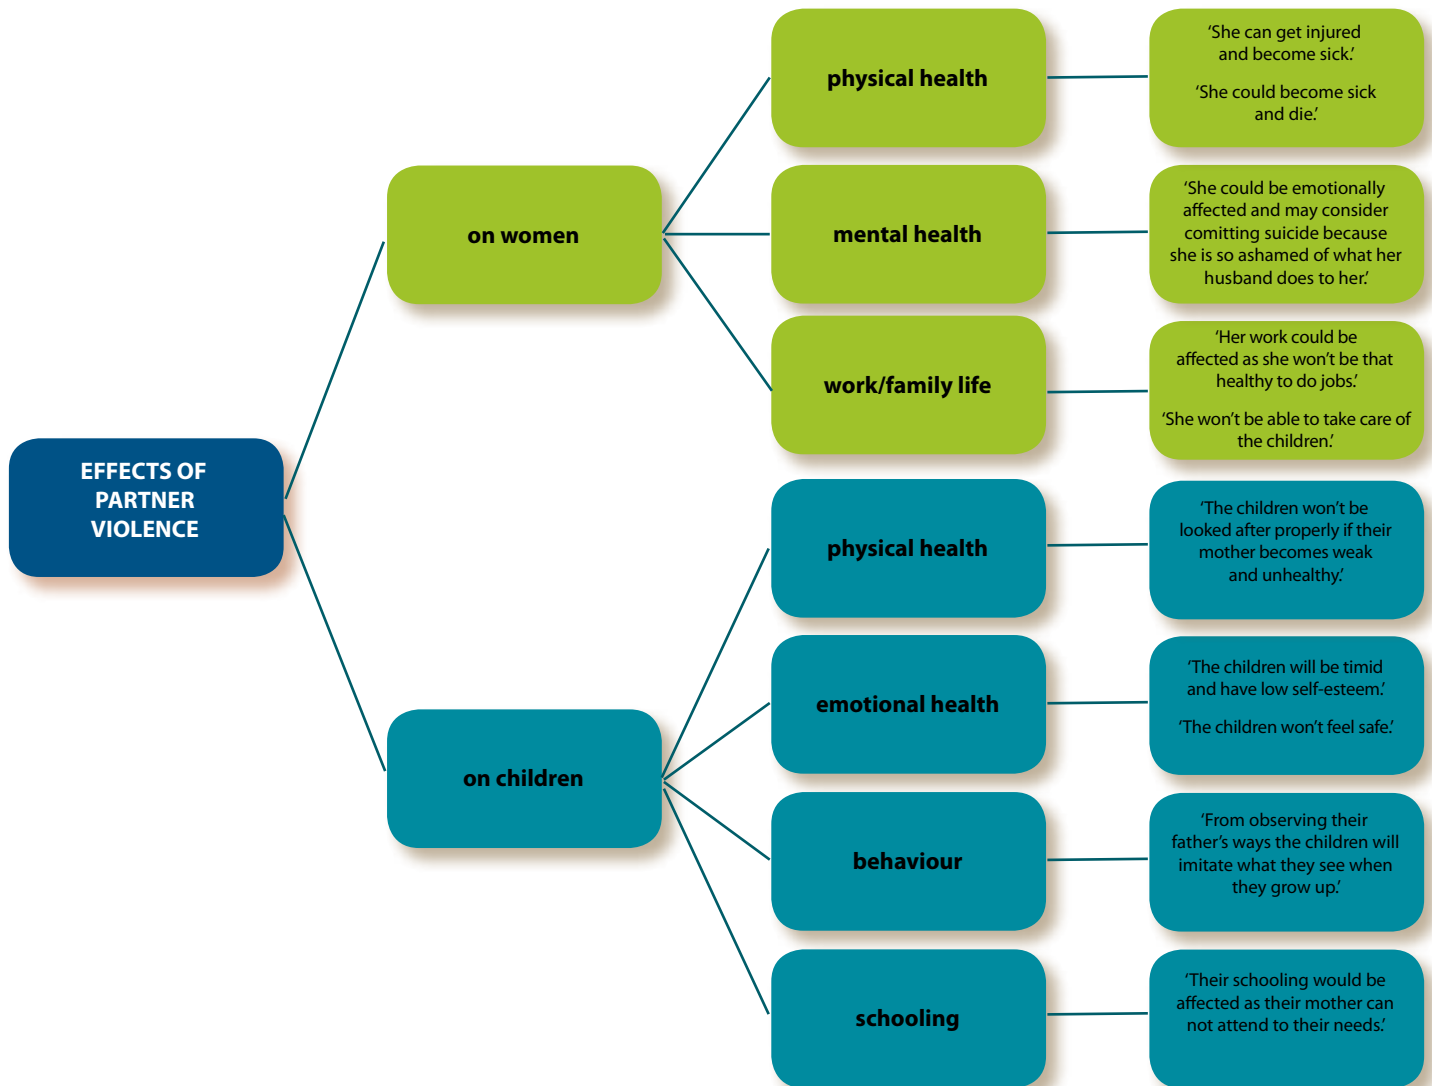 EFFECTS OF
PARTNER
VIOLENCE
on women
physical health
‘She can get injured
and become sick.’
‘She could become sick
and die.’
mental health
‘She could be emotionally
affected and may consider
comitting suicide because
she is so ashamed of what her
husband does to her.’
work/family life
‘Her work could be
affected as she won’t be that
healthy to do jobs.’
‘She won’t be able to take care of
the children.’
on children
physical health
‘The children won’t be
looked after properly if their
mother becomes weak
and unhealthy.’
emotional health
‘The children will be timid
and have low self-esteem.’
‘The children won’t feel safe.’
behaviour
‘From observing their
father’s ways the children will
imitate what they see when
they grow up.’
schooling
‘Their schooling would be
affected as their mother can
not attend to their needs.’